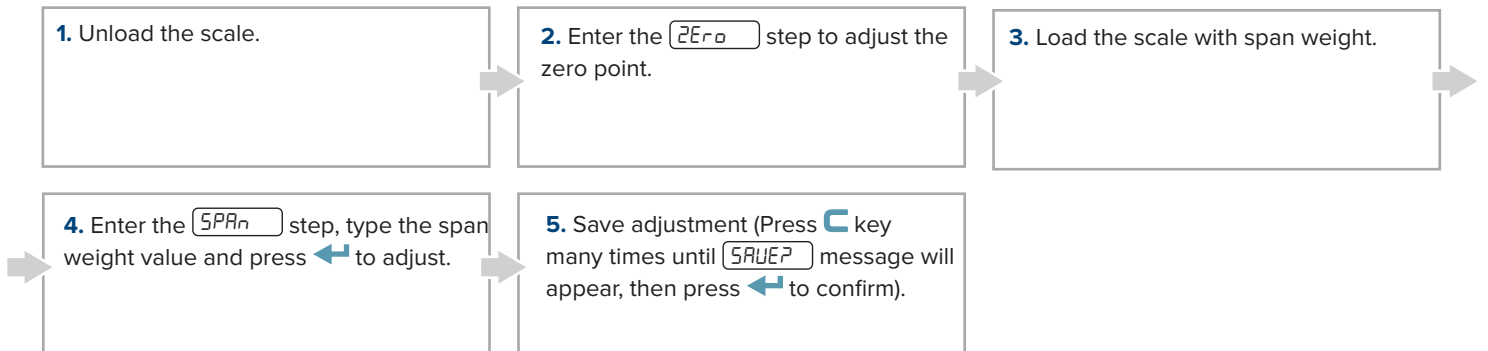 1. Unload the scale.
2. Enter the ZEro step to adjust the
zero point.
3. Load the scale with span weight.
4. Enter the SPAn step, type the span
weight value and press to adjust.
5. Save adjustment (Press C key
many times until SAVE? message will
appear, then press to confirm).